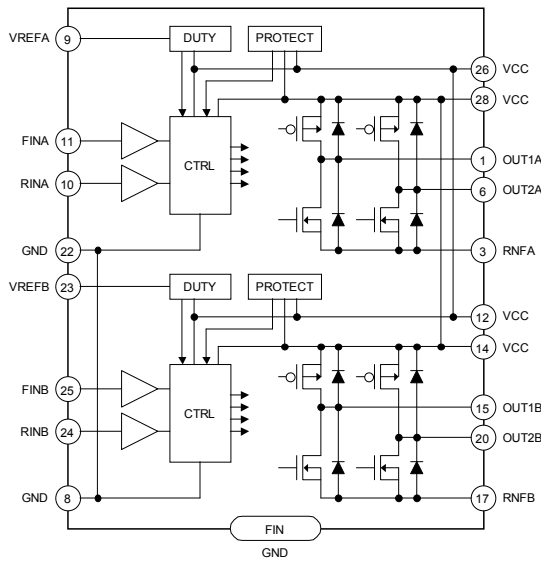 VREFA 9 DUTY PROTECT
26 VCC
28 VCC
FINA 11
CTRL
1 OUT1A
RINA 10
6 OUT2A
GND 22
3 RNFA
VREFB 23 DUTY PROTECT
12 VCC
14 VCC
FINB 25
CTRL
15 OUT1B
RINB 24
20 OUT2B
GND 8
17 RNFB
FIN
GND